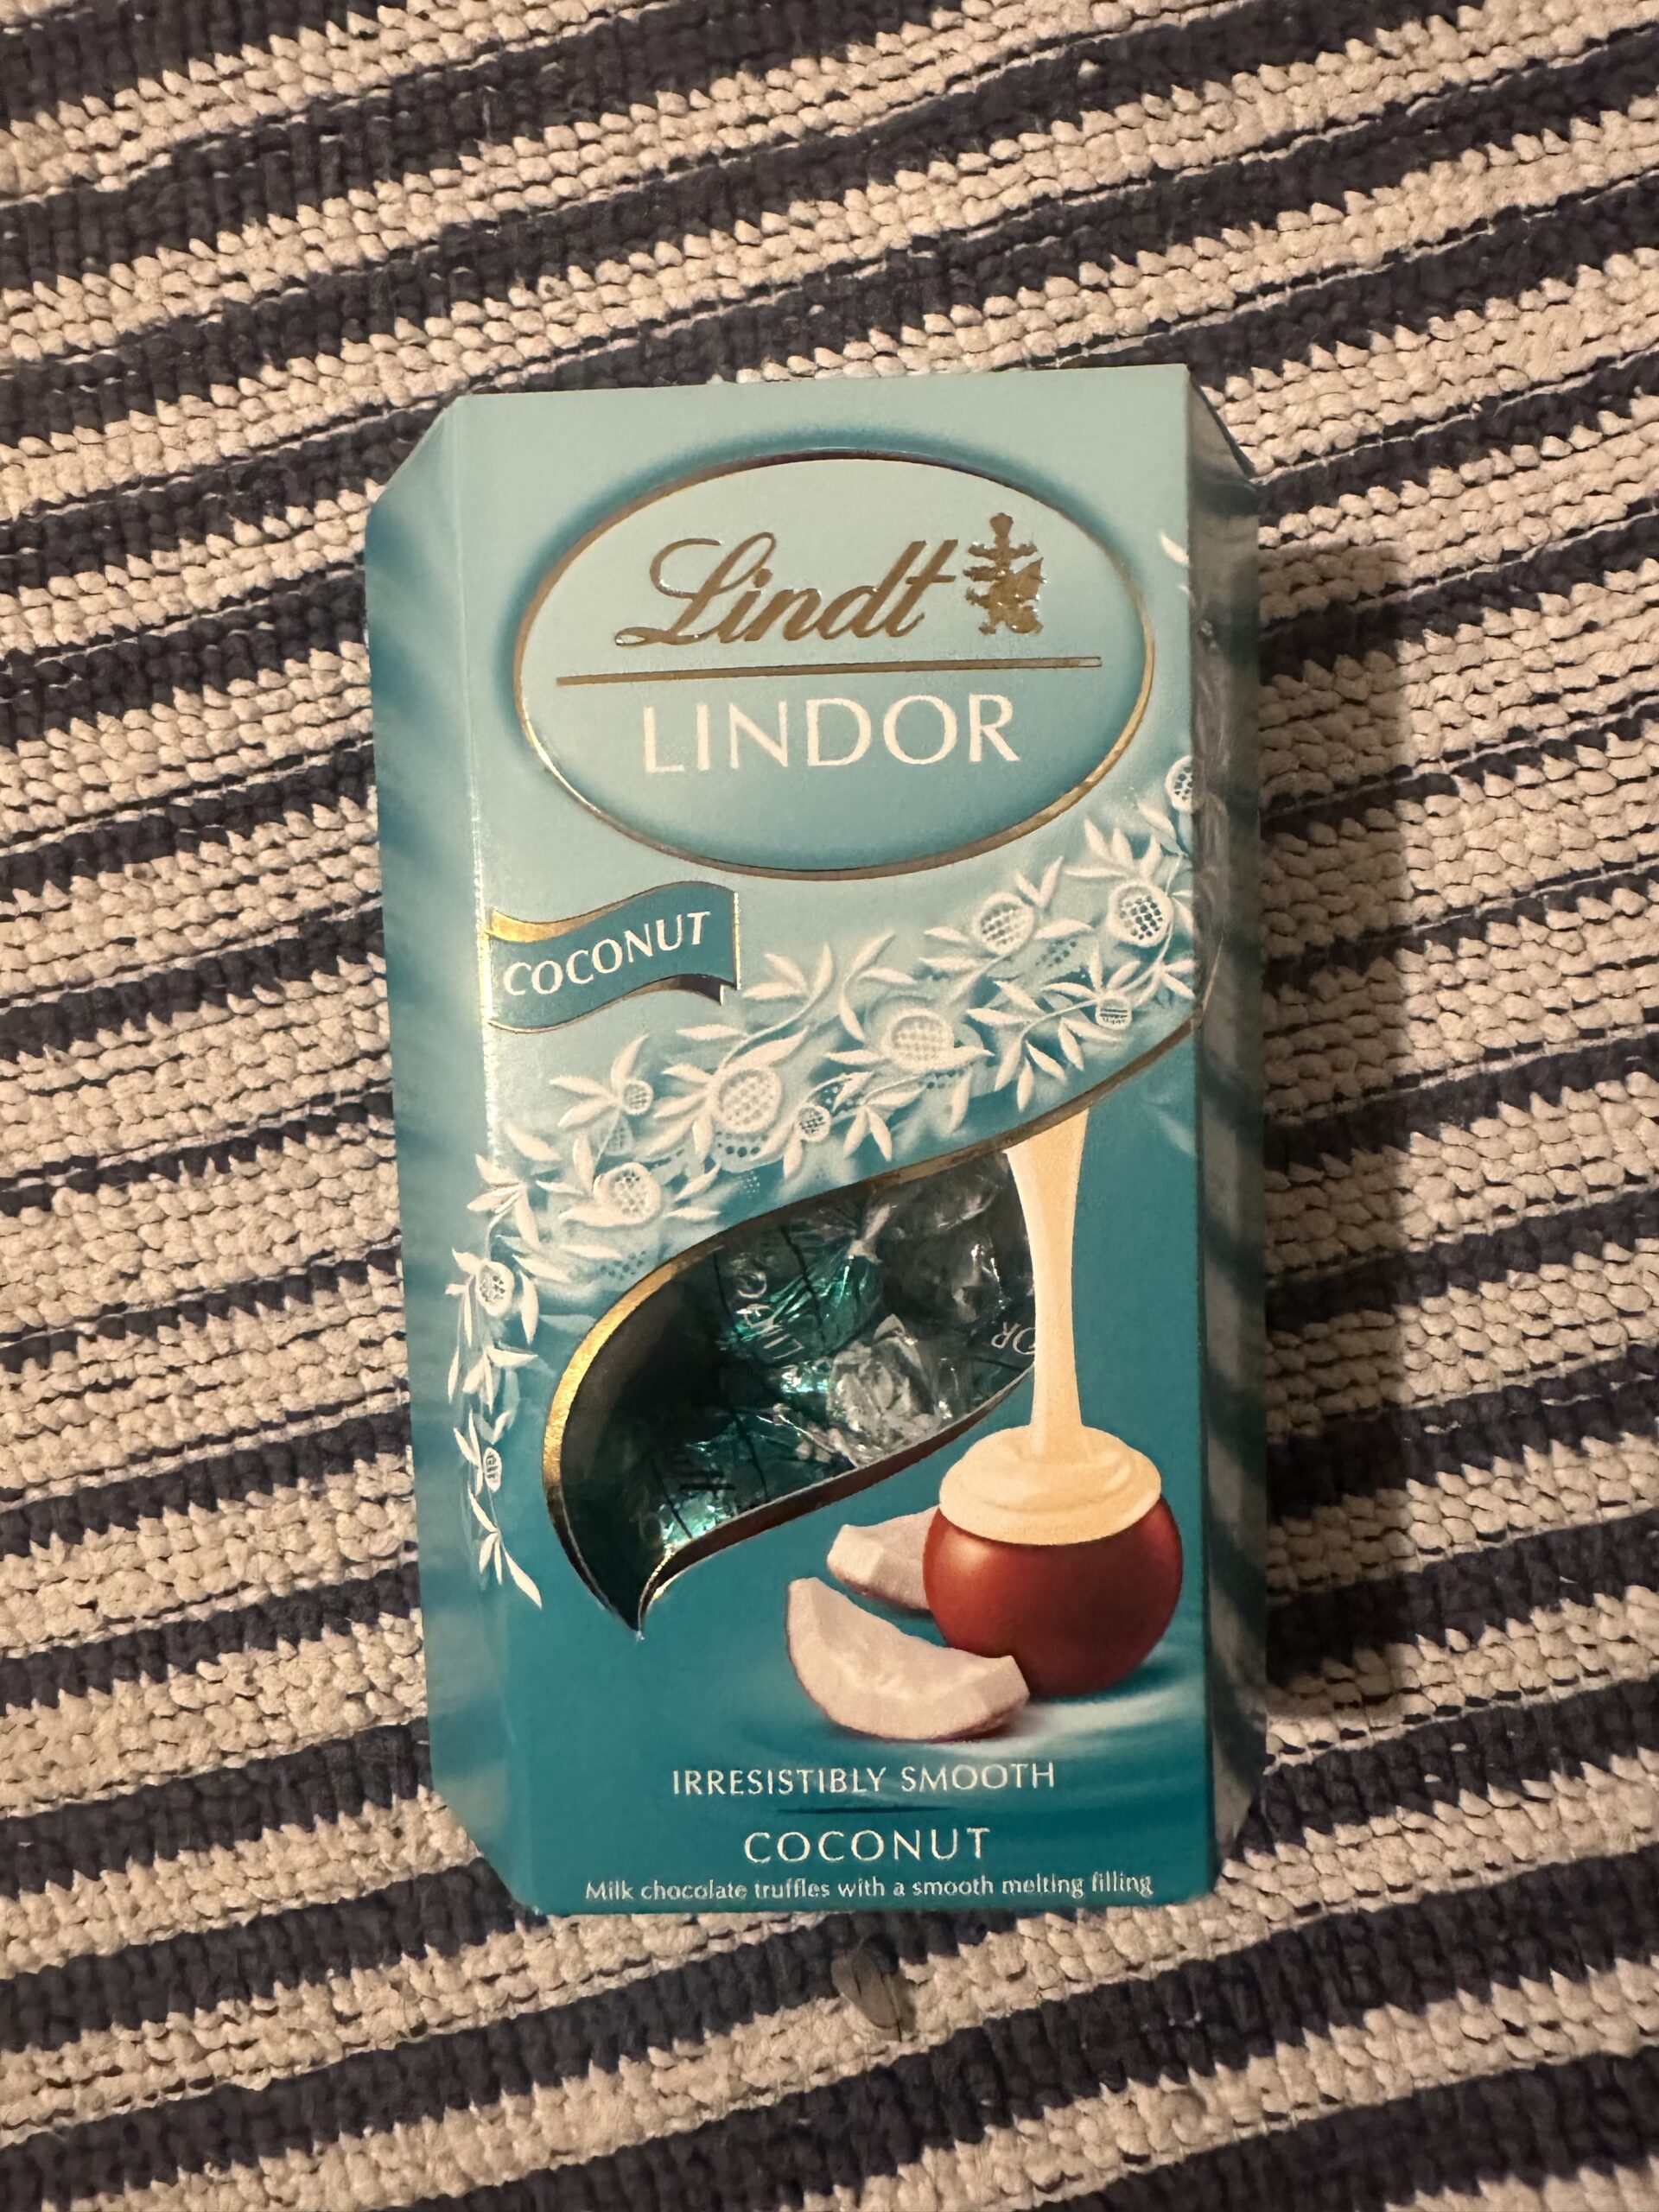 Lindt
LINDOR
COCONUT
IRRESISTIBLY SMOOTH
COCONUT
Milk chocolate truffles with a smooth melting filling